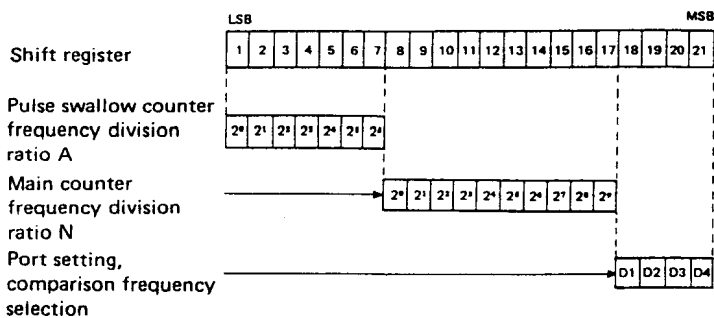 LSB MSB
Shift register 1 2 3 4 5 6 7 8 9 10 11 12 13 14 15 16 17 18 19 20 21
Pulse swallow counter
frequency division
ratio A
2⁰ 2¹ 2² 2³ 2⁴ 2⁵ 2⁶
Main counter
frequency division
ratio N
2⁰ 2¹ 2² 2³ 2⁴ 2⁵ 2⁶ 2⁷ 2⁸ 2⁹
Port setting,
comparison frequency
selection
D1 D2 D3 D4